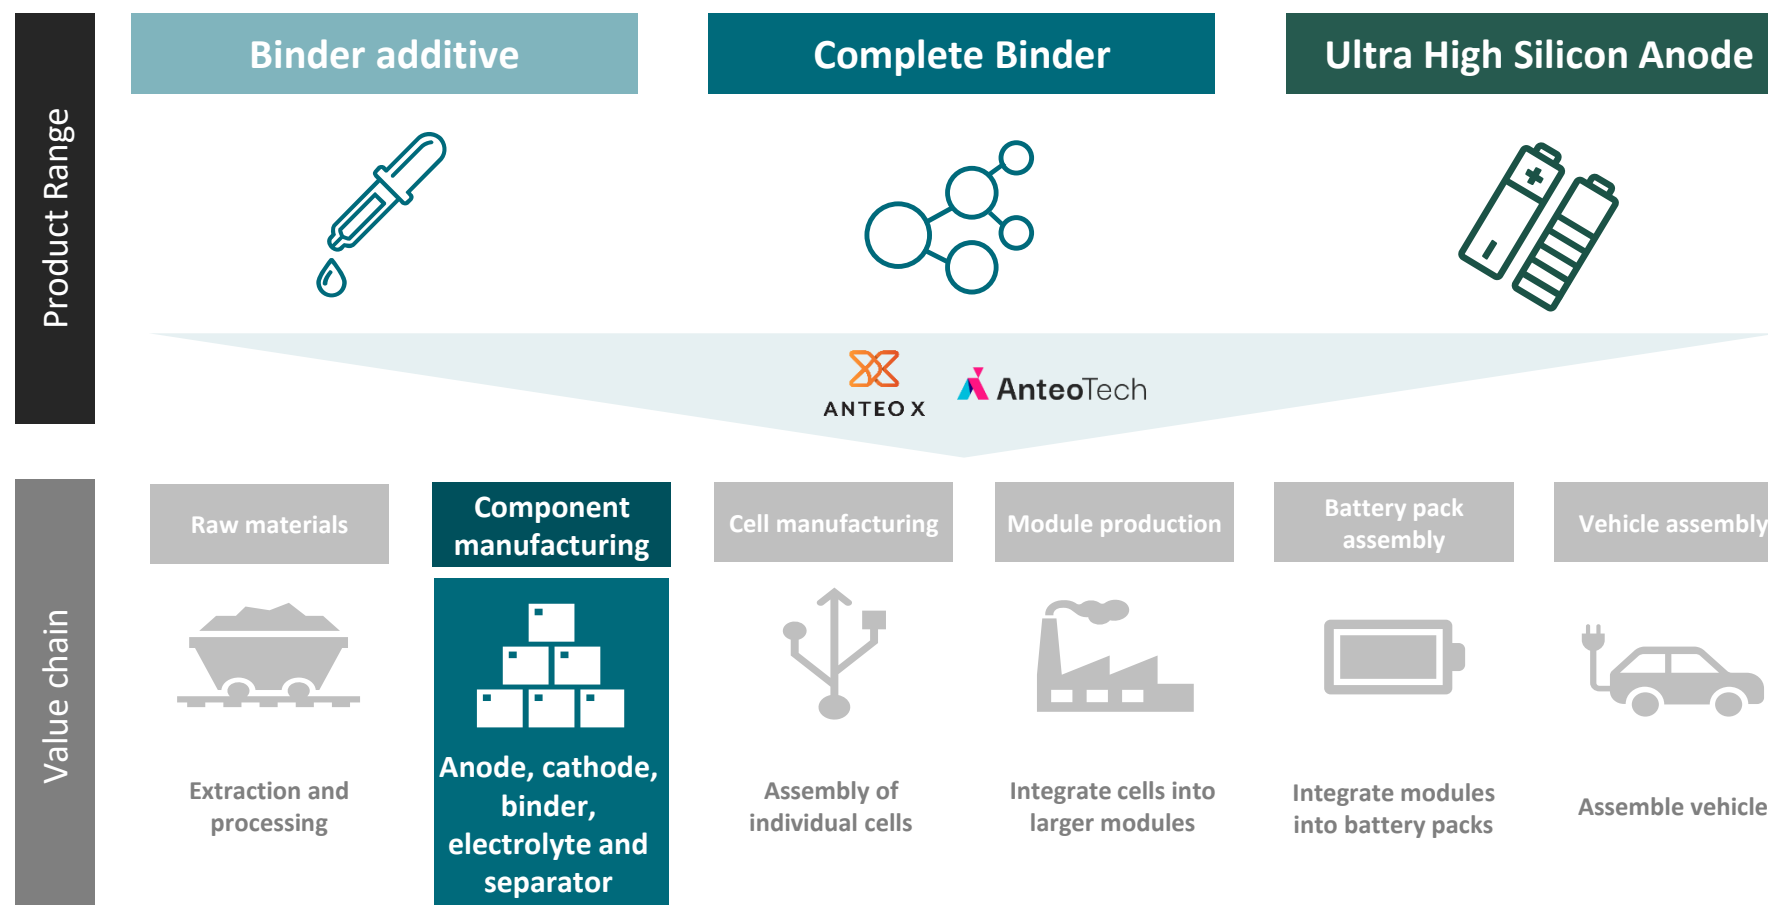 Product Range
Binder additive
Complete Binder
Ultra High Silicon Anode
ANTEO X
AnteoTech
Value chain
Raw materials
Component
manufacturing
Cell manufacturing
Module production
Battery pack
assembly
Vehicle assembly
Extraction and
processing
Anode, cathode,
binder,
electrolyte and
separator
Assembly of
individual cells
Integrate cells into
larger modules
Integrate modules
into battery packs
Assemble vehicle